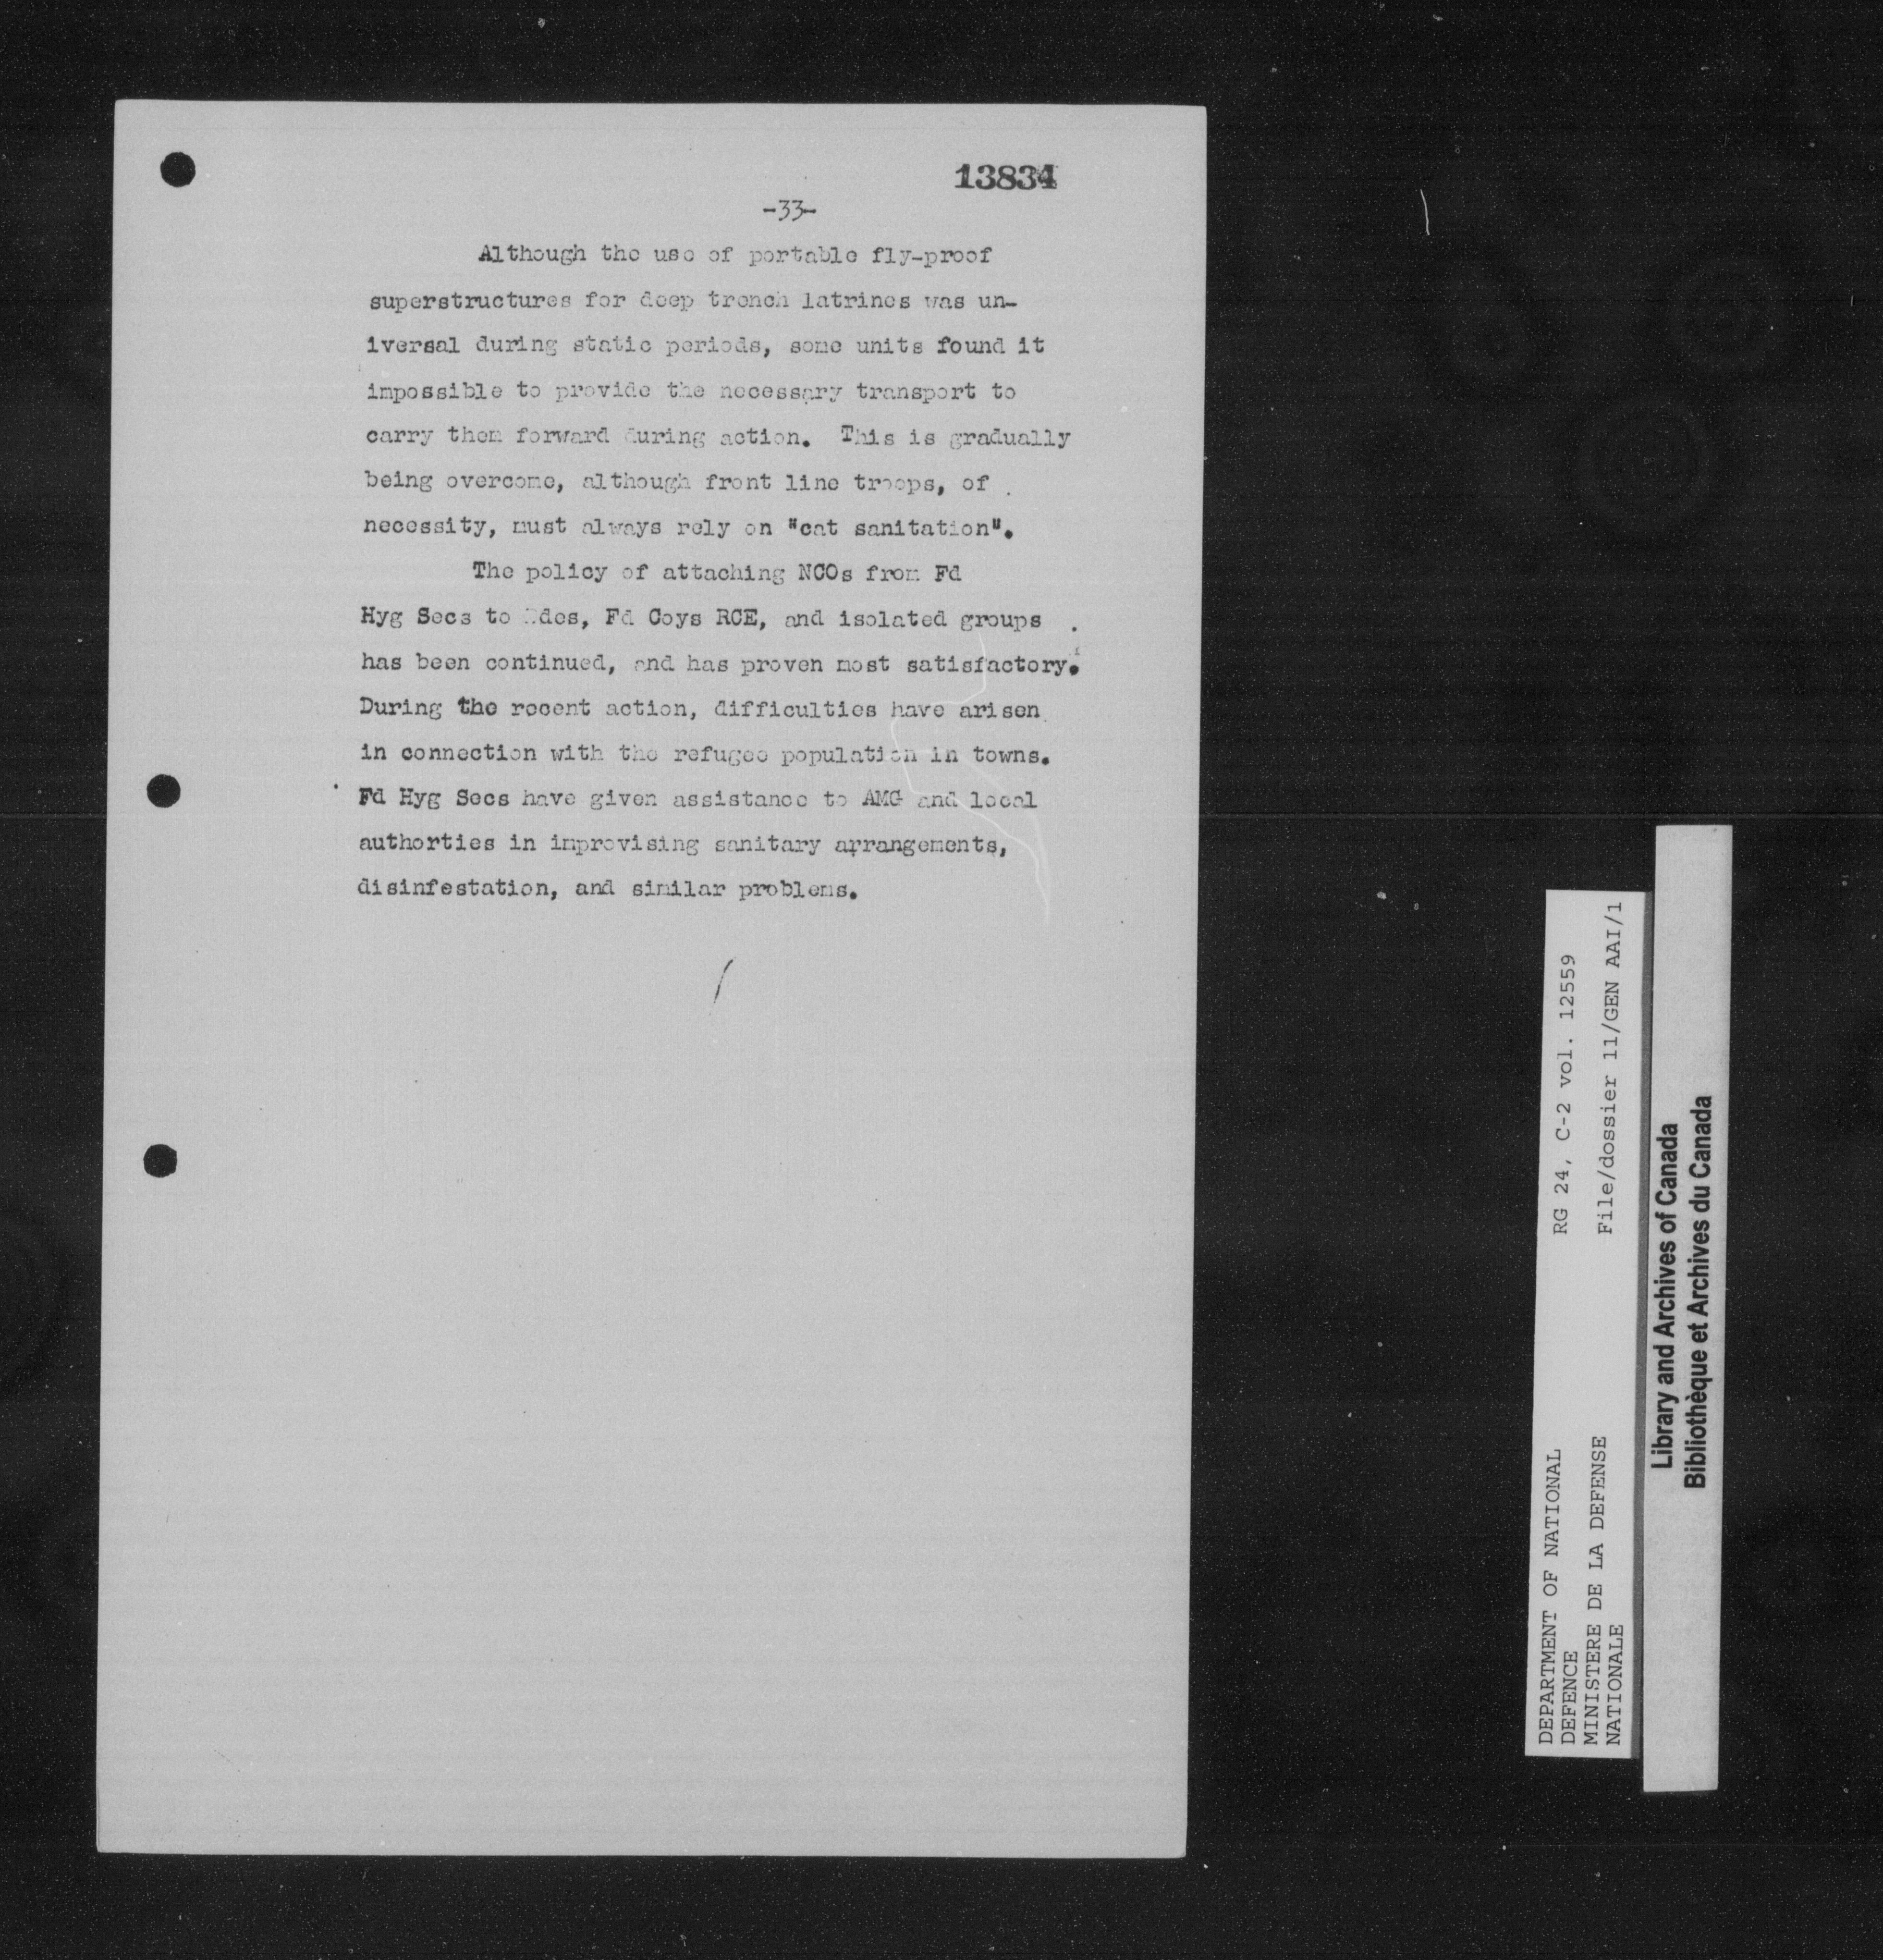 13834
-33-
Although the use of portable fly-proof
superstructures for deep trench latrines was un-
iversal during static periods, some units found it
impossible to provide the necessary transport to
carry them forward during action. This is gradually
being overcome, although front line troops, of
necessity, must always rely on "cat sanitation".
The policy of attaching NCOs from Fd
Hyg Secs to Bdes, Fd Coys RCE, and isolated groups
has been continued, and has proven most satisfactory.
During the recent action, difficulties have arisen
in connection with the refugee population in towns.
Fd Hyg Secs have given assistance to AMG and local
authorties in improvising sanitary arrangements,
disinfestation, and similar problems.
DEPARTMENT OF NATIONAL
DEFENCE
MINISTERE DE LA DEFENSE
NATIONALE
RG 24, C-2 vol. 12559
File/dossier 11/GEN AAI/1
Library and Archives of Canada
Bibliothèque et Archives du Canada